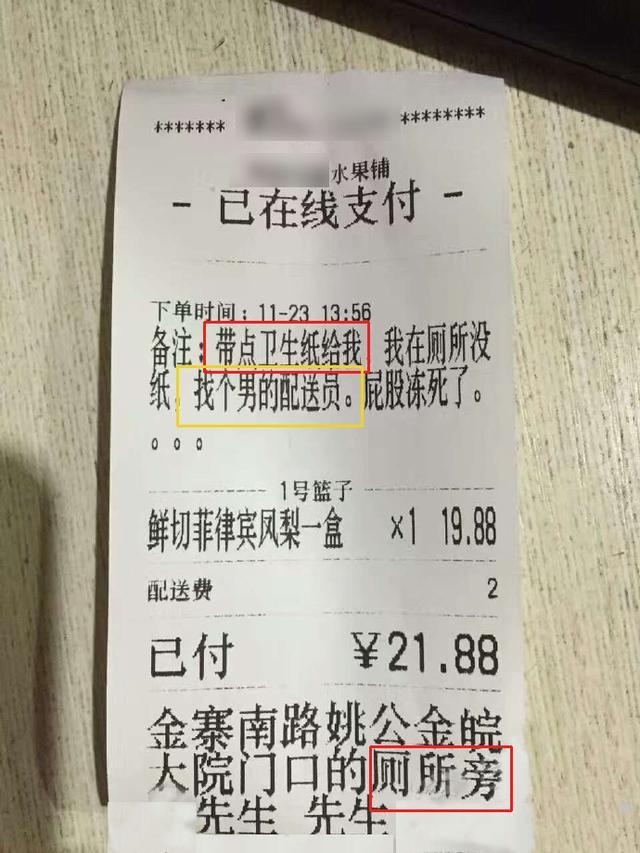 ******* ********
水果铺
- 已在线支付 -
下单时间：11-23 13:56
备注：带点卫生纸给我，我在厕所没
纸，找个男的配送员。屁股冻死了。
。。。
1号篮子
鲜切菲律宾凤梨一盒 ×1 19.88
配送费 2
已付 ￥21.88
金寨南路姚公金皖
大院门口的厕所旁
先生 先生